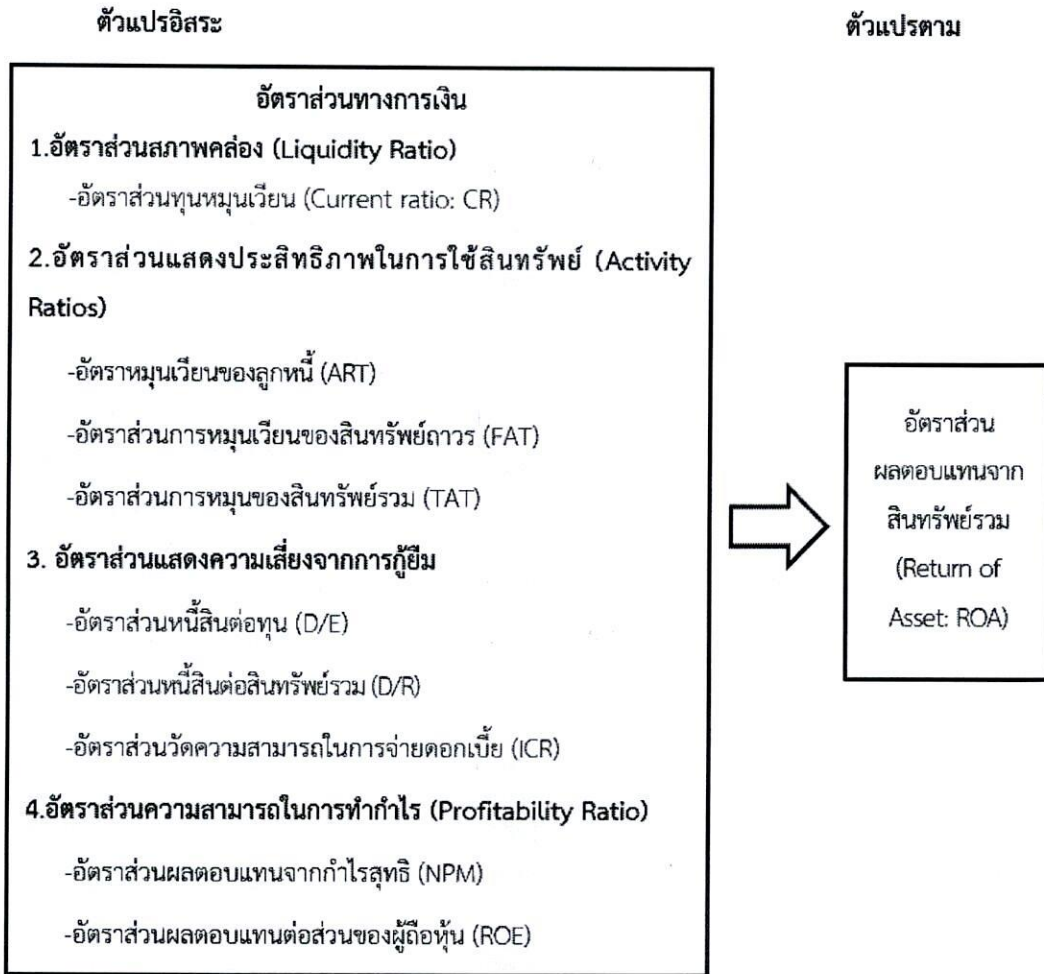 ตัวแปรอิสระ
ตัวแปรตาม
อัตราส่วนทางการเงิน
1.อัตราส่วนสภาพคล่อง (Liquidity Ratio)
-อัตราส่วนทุนหมุนเวียน (Current ratio: CR)
2.อัตราส่วนแสดงประสิทธิภาพในการใช้สินทรัพย์ (Activity
Ratios)
-อัตราหมุนเวียนของลูกหนี้ (ART)
-อัตราส่วนการหมุนเวียนของสินทรัพย์ถาวร (FAT)
-อัตราส่วนการหมุนของสินทรัพย์รวม (TAT)
3. อัตราส่วนแสดงความเสี่ยงจากการกู้ยืม
-อัตราส่วนหนี้สินต่อทุน (D/E)
-อัตราส่วนหนี้สินต่อสินทรัพย์รวม (D/R)
-อัตราส่วนวัดความสามารถในการจ่ายดอกเบี้ย (ICR)
4.อัตราส่วนความสามารถในการทำกำไร (Profitability Ratio)
-อัตราส่วนผลตอบแทนจากกำไรสุทธิ (NPM)
-อัตราส่วนผลตอบแทนต่อส่วนของผู้ถือหุ้น (ROE)
อัตราส่วน
ผลตอบแทนจาก
สินทรัพย์รวม
(Return of
Asset: ROA)